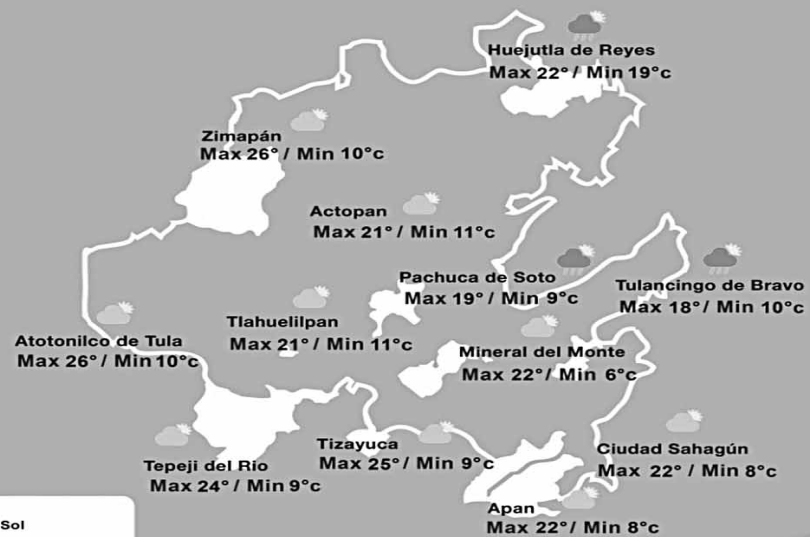 Huejutla de Reyes
Max 22° / Min 19°c
Zimapán
Max 26° / Min 10°c
Actopan
Max 21° / Min 11°c
Pachuca de Soto
Max 19° / Min 9°c
Tulancingo de Bravo
Max 18° / Min 10°c
Tlahuelilpan
Max 21° / Min 11°c
Atotonilco de Tula
Max 26° / Min 10°c
Mineral del Monte
Max 22° / Min 6°c
Tizayuca
Max 25° / Min 9°c
Ciudad Sahagún
Max 22° / Min 8°c
Tepeji del Rio
Max 24° / Min 9°c
Apan
Max 22° / Min 8°c
Sol